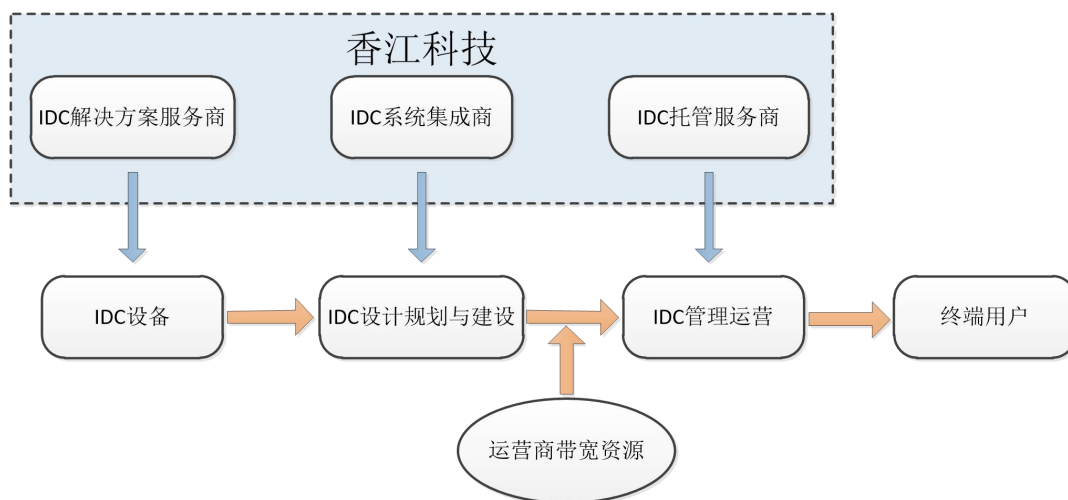 香江科技
IDC解决方案服务商
IDC系统集成商
IDC托管服务商
IDC设备
IDC设计规划与建设
IDC管理运营
终端用户
运营商带宽资源